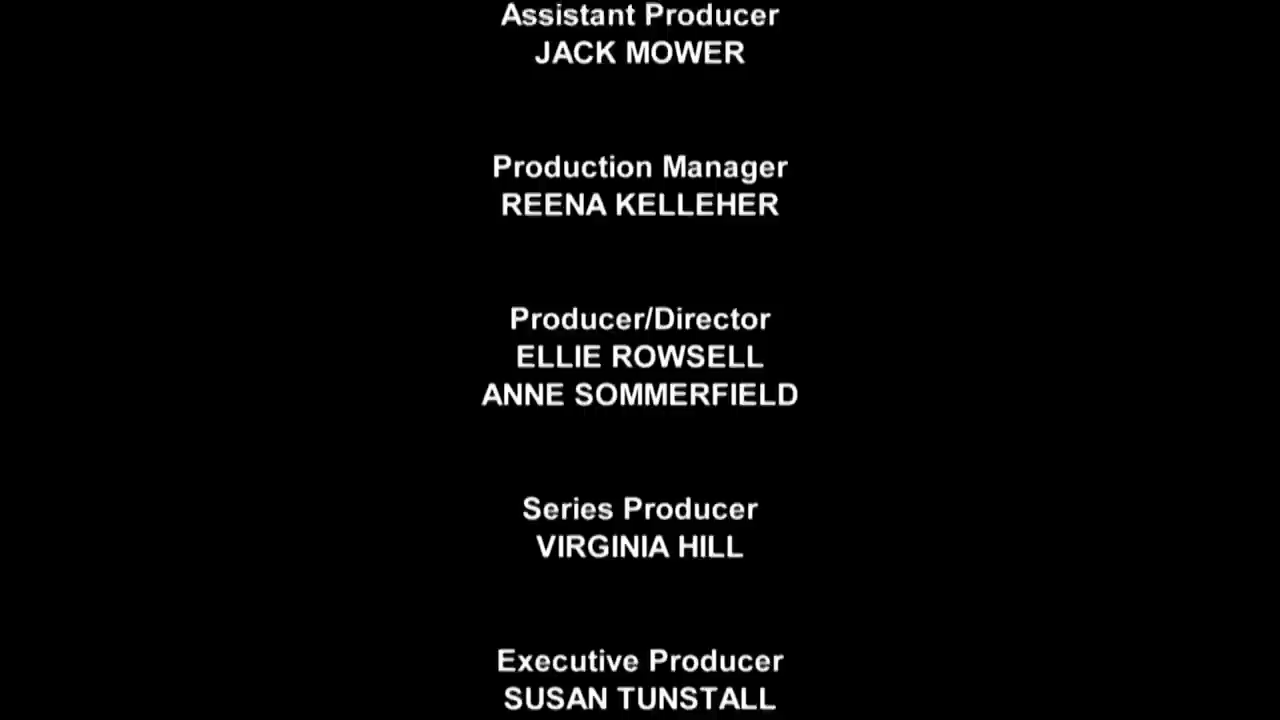 Assistant Producer
JACK MOWER
Production Manager
REENA KELLEHER
Producer/Director
ELLIE ROWSELL
ANNE SOMMERFIELD
Series Producer
VIRGINIA HILL
Executive Producer
SUSAN TUNSTALL